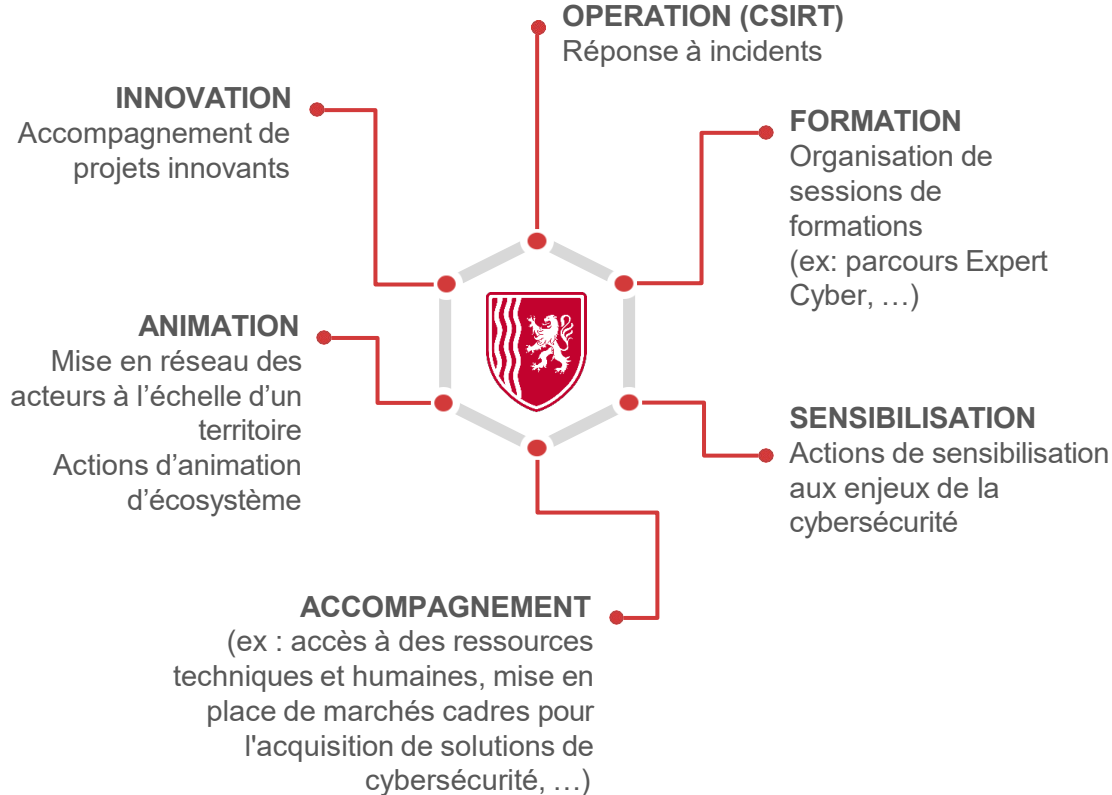 OPERATION (CSIRT)
Réponse à incidents
INNOVATION
Accompagnement de
projets innovants
FORMATION
Organisation de
sessions de
formations
(ex: parcours Expert
Cyber, …)
ANIMATION
Mise en réseau des
acteurs à l’échelle d’un
territoire
Actions d’animation
d’écosystème
SENSIBILISATION
Actions de sensibilisation
aux enjeux de la
cybersécurité
ACCOMPAGNEMENT
(ex : accès à des ressources
techniques et humaines, mise en
place de marchés cadres pour
l'acquisition de solutions de
cybersécurité, …)